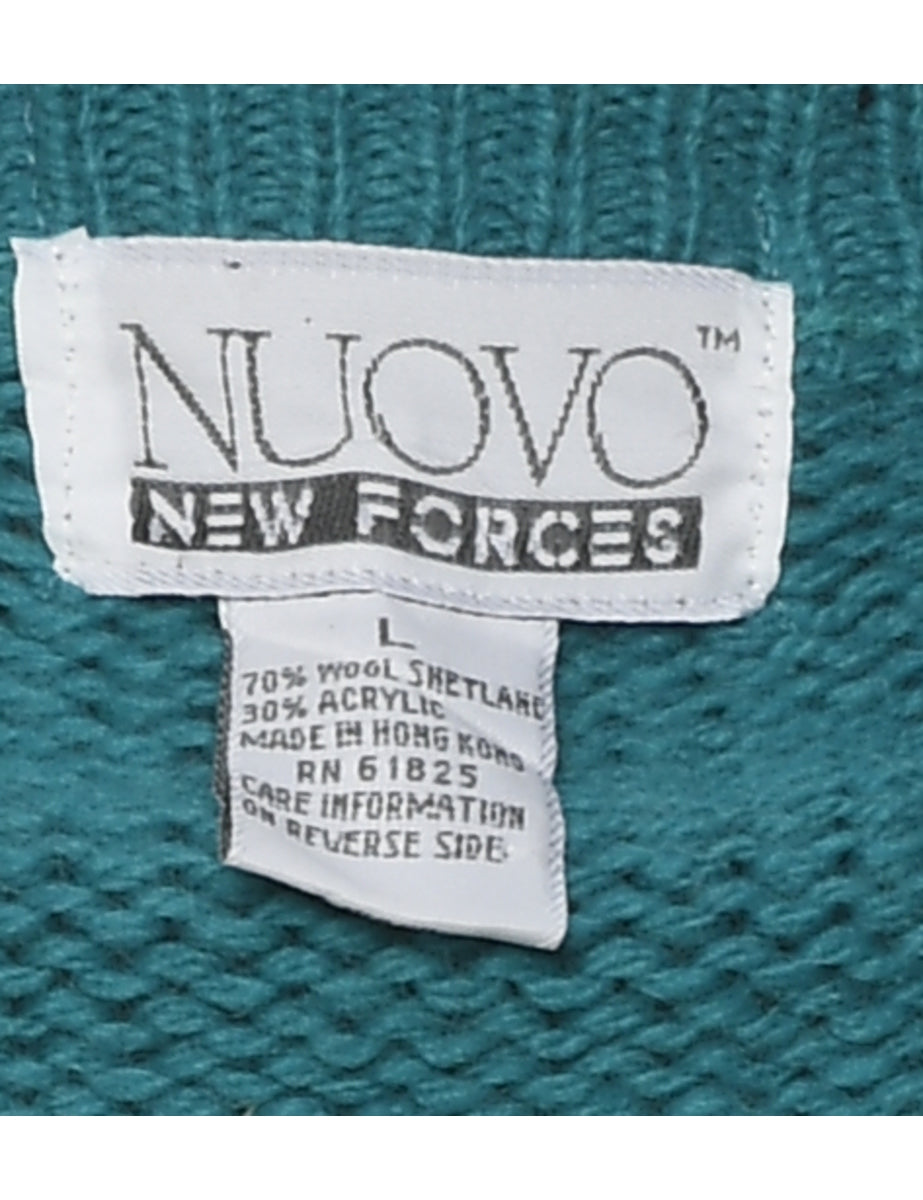 NUOVO™
NEW FORCES
L
70% WOOL SHETLAND
30% ACRYLIC
MADE IN HONG KONG
RN 61825
CARE INFORMATION
ON REVERSE SIDE